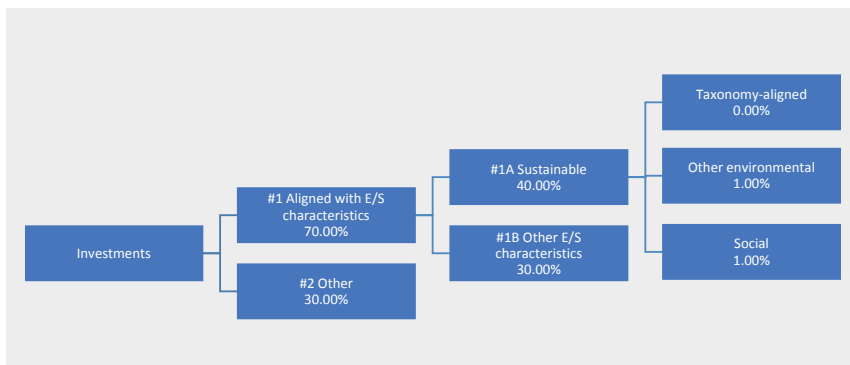 Investments
#1 Aligned with E/S
characteristics
70.00%
#2 Other
30.00%
#1A Sustainable
40.00%
#1B Other E/S
characteristics
30.00%
Taxonomy-aligned
0.00%
Other environmental
1.00%
Social
1.00%